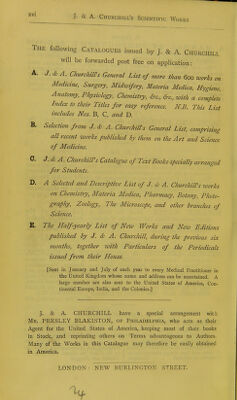 xvi J. & A. CHURCHILL'S SCIENTIFIC WORKS
THE following CATALOGUES issued by J. & A. CHURCHILL
will be forwarded post free on application:
A. J. & A. Churchill's General List of more than 600 works on
Medicine, Surgery, Midwifery, Materia Medica, Hygiene,
Anatomy, Physiology, Chemistry, &c., &c., with a complete
Index to their Titles for easy reference. N.B. This List
includes Nos. B, C, and D.
B. Selection from J. & A. Churchill's General List, comprising
all recent works published by them on the Art and Science
of Medicine.
C. J. & A. Churchill's Catalogue of Text Books specially arranged
for Students.
D. A Selected and Descriptive List of J. & A. Churchill's works
on Chemistry, Materia Medica, Pharmacy, Botany, Photo-
graphy, Zoology, The Microscope, and other branches of
Science.
E. The Half-yearly List of New Works and New Editions
published by J. & A. Churchill, during the previous six
months, together with Particulars of the Periodicals
issued from their House.
[Sent in January and July of each year to every Medical Practitioner in
the United Kingdom whose name and address can be ascertained. A
large number are also sent to the United States of America, Con-
tinental Europe, India, and the Colonies.]
J. & A. CHURCHILL have a special arrangement with
MR. PRESLEY BLAKISTON, OF PHILADELPHIA, who acts as their
Agent for the United States of America, keeping most of their books
in Stock, and reprinting others on Terms advantageous to Authors.
Many of the Works in this Catalogue may therefore be easily obtained
in America.
LONDON: NEW BURLINGTON STREET.